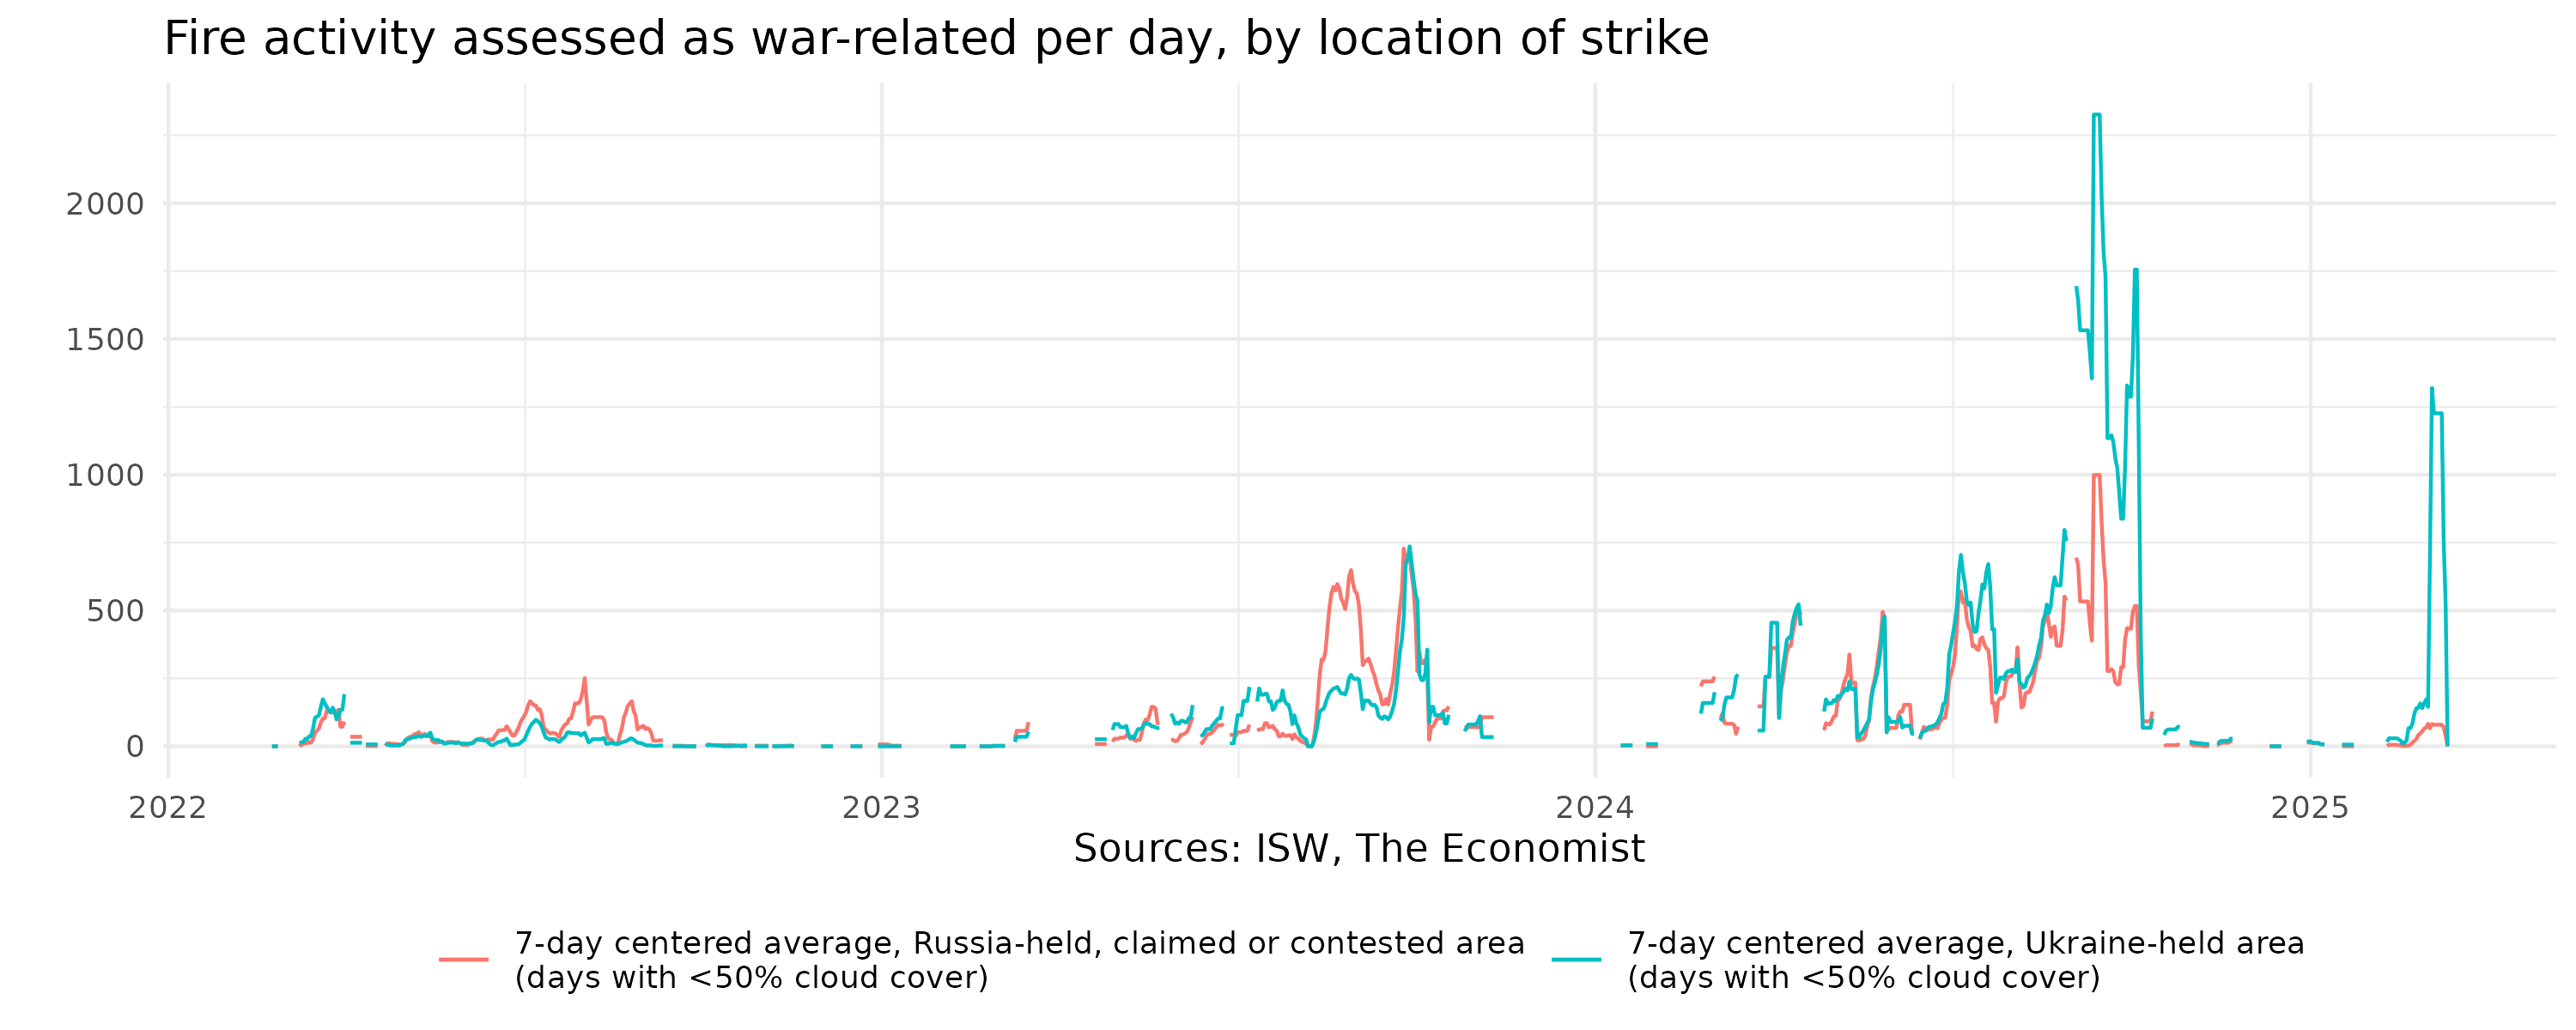 Fire activity assessed as war-related per day, by location of strike
2000
1500
1000
500
0
2022 2023 2024 2025
Sources: ISW, The Economist
7-day centered average, Russia-held, claimed or contested area
(days with <50% cloud cover)
7-day centered average, Ukraine-held area
(days with <50% cloud cover)